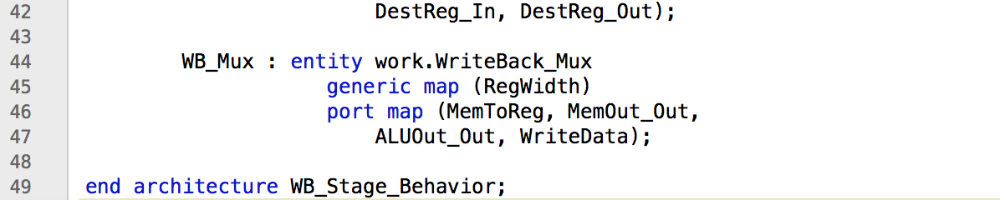 42 DestReg_In, DestReg_Out);
43
44 WB_Mux : entity work.WriteBack_Mux
45 generic map (RegWidth)
46 port map (MemToReg, MemOut_Out,
47 ALUOut_Out, WriteData);
48
49 end architecture WB_Stage_Behavior;